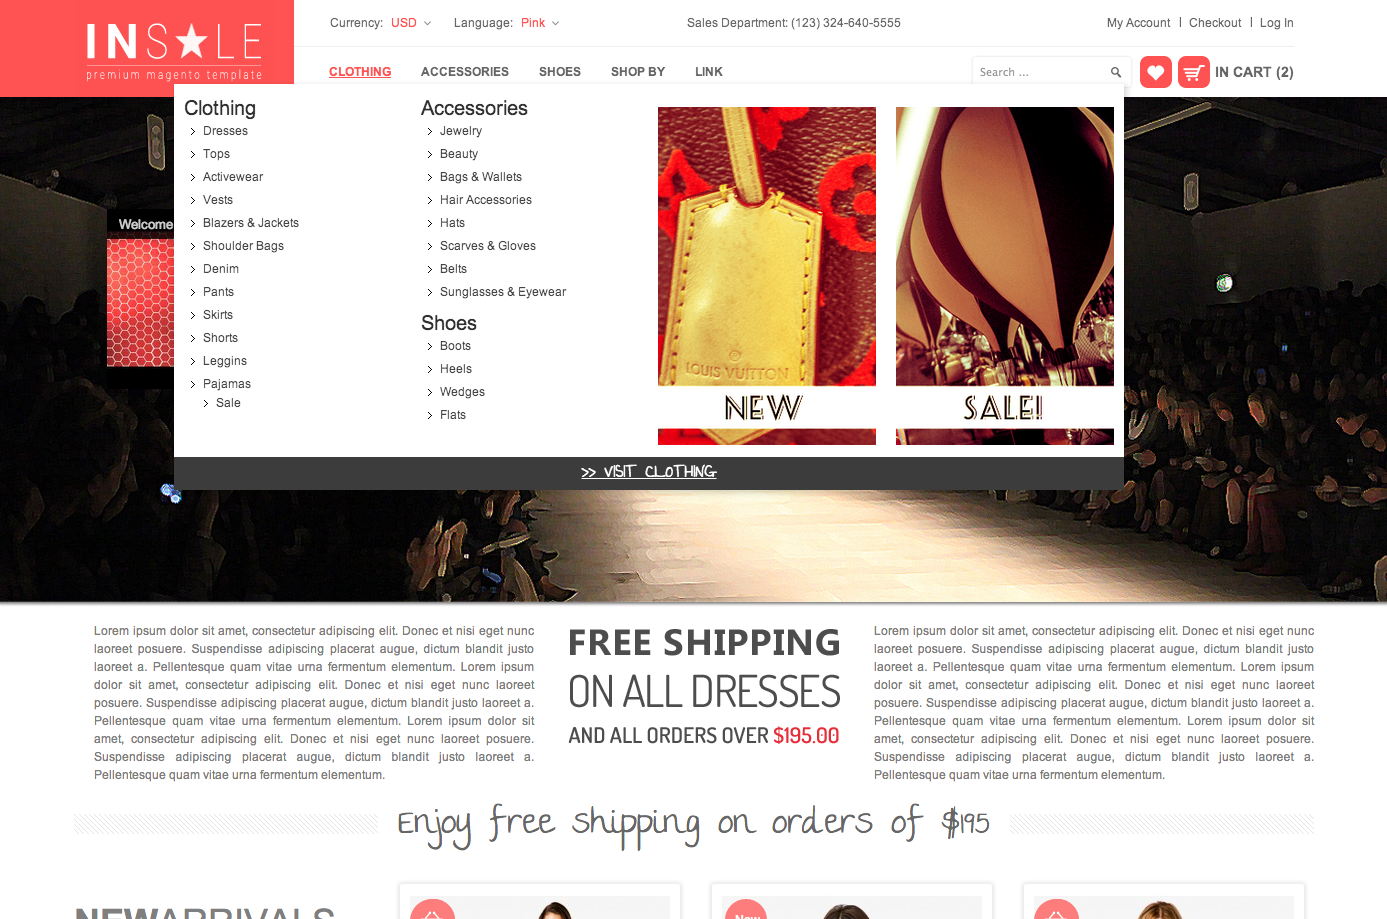 INSALE
premium magento template
Currency: USD
Language: Pink
Sales Department: (123) 324-640-5555
My Account | Checkout | Log In
CLOTHING ACCESSORIES SHOES SHOP BY LINK
Search ...
IN CART (2)
Clothing
Dresses
Tops
Activewear
Vests
Blazers & Jackets
Shoulder Bags
Denim
Pants
Skirts
Shorts
Leggins
Pajamas
Sale
Accessories
Jewelry
Beauty
Bags & Wallets
Hair Accessories
Hats
Scarves & Gloves
Belts
Sunglasses & Eyewear
Shoes
Boots
Heels
Wedges
Flats
LOUIS VUITTON
NEW
SALE!
>> VISIT CLOTHING
Welcome
Lorem ipsum dolor sit amet, consectetur adipiscing elit. Donec et nisi eget nunc
laoreet posuere. Suspendisse adipiscing placerat augue, dictum blandit justo
laoreet a. Pellentesque quam vitae urna fermentum elementum. Lorem ipsum
dolor sit amet, consectetur adipiscing elit. Donec et nisi eget nunc laoreet
posuere. Suspendisse adipiscing placerat augue, dictum blandit justo laoreet a.
Pellentesque quam vitae urna fermentum elementum. Lorem ipsum dolor sit
amet, consectetur adipiscing elit. Donec et nisi eget nunc laoreet posuere.
Suspendisse adipiscing placerat augue, dictum blandit justo laoreet a.
Pellentesque quam vitae urna fermentum elementum.
FREE SHIPPING
ON ALL DRESSES
AND ALL ORDERS OVER $195.00
Lorem ipsum dolor sit amet, consectetur adipiscing elit. Donec et nisi eget nunc
laoreet posuere. Suspendisse adipiscing placerat augue, dictum blandit justo
laoreet a. Pellentesque quam vitae urna fermentum elementum. Lorem ipsum
dolor sit amet, consectetur adipiscing elit. Donec et nisi eget nunc laoreet
posuere. Suspendisse adipiscing placerat augue, dictum blandit justo laoreet a.
Pellentesque quam vitae urna fermentum elementum. Lorem ipsum dolor sit
amet, consectetur adipiscing elit. Donec et nisi eget nunc laoreet posuere.
Suspendisse adipiscing placerat augue, dictum blandit justo laoreet a.
Pellentesque quam vitae urna fermentum elementum.
Enjoy free shipping on orders of $195
NEWARRIVALS
New